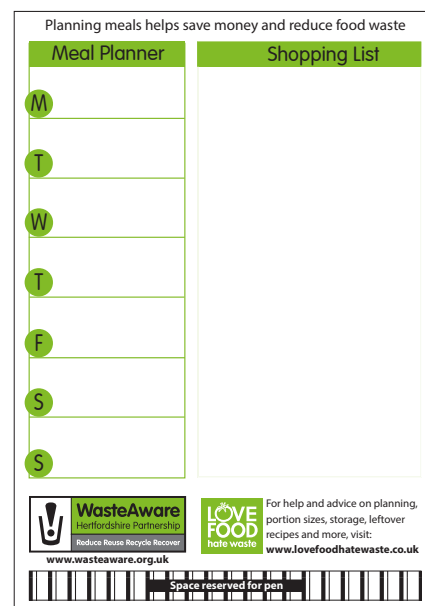 Planning meals helps save money and reduce food waste
Meal Planner
Shopping List
M
T
W
T
F
S
S
WasteAware
Hertfordshire Partnership
Reduce Reuse Recycle Recover
www.wasteaware.org.uk
LOVE
FOOD
hate waste
For help and advice on planning,
portion sizes, storage, leftover
recipes and more, visit:
www.lovefoodhatewaste.co.uk
Space reserved for pen